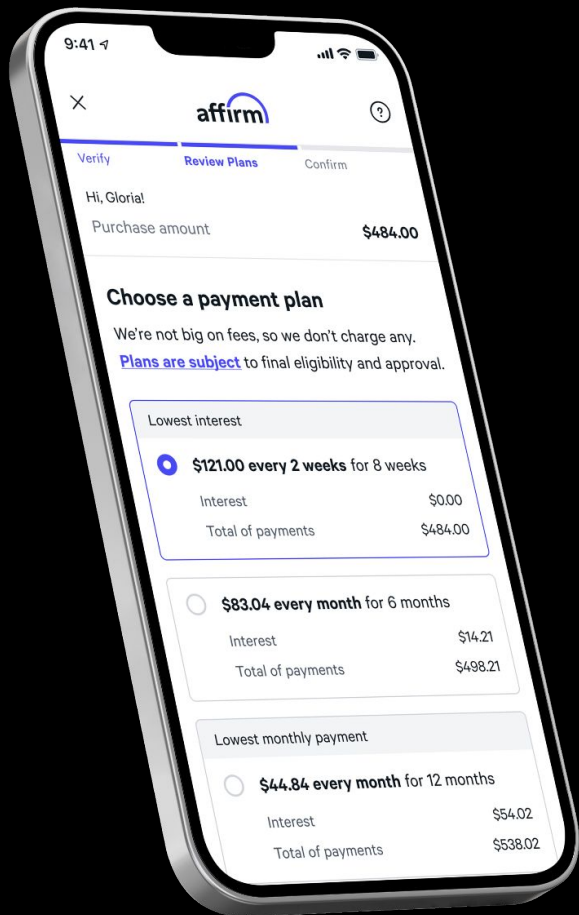 9:41
affirm
?
Verify Review Plans Confirm
Hi, Gloria!
Purchase amount $484.00
Choose a payment plan
We're not big on fees, so we don't charge any.
Plans are subject to final eligibility and approval.
Lowest interest
$121.00 every 2 weeks for 8 weeks
Interest $0.00
Total of payments $484.00
$83.04 every month for 6 months
Interest $14.21
Total of payments $498.21
Lowest monthly payment
$44.84 every month for 12 months
Interest $54.02
Total of payments $538.02